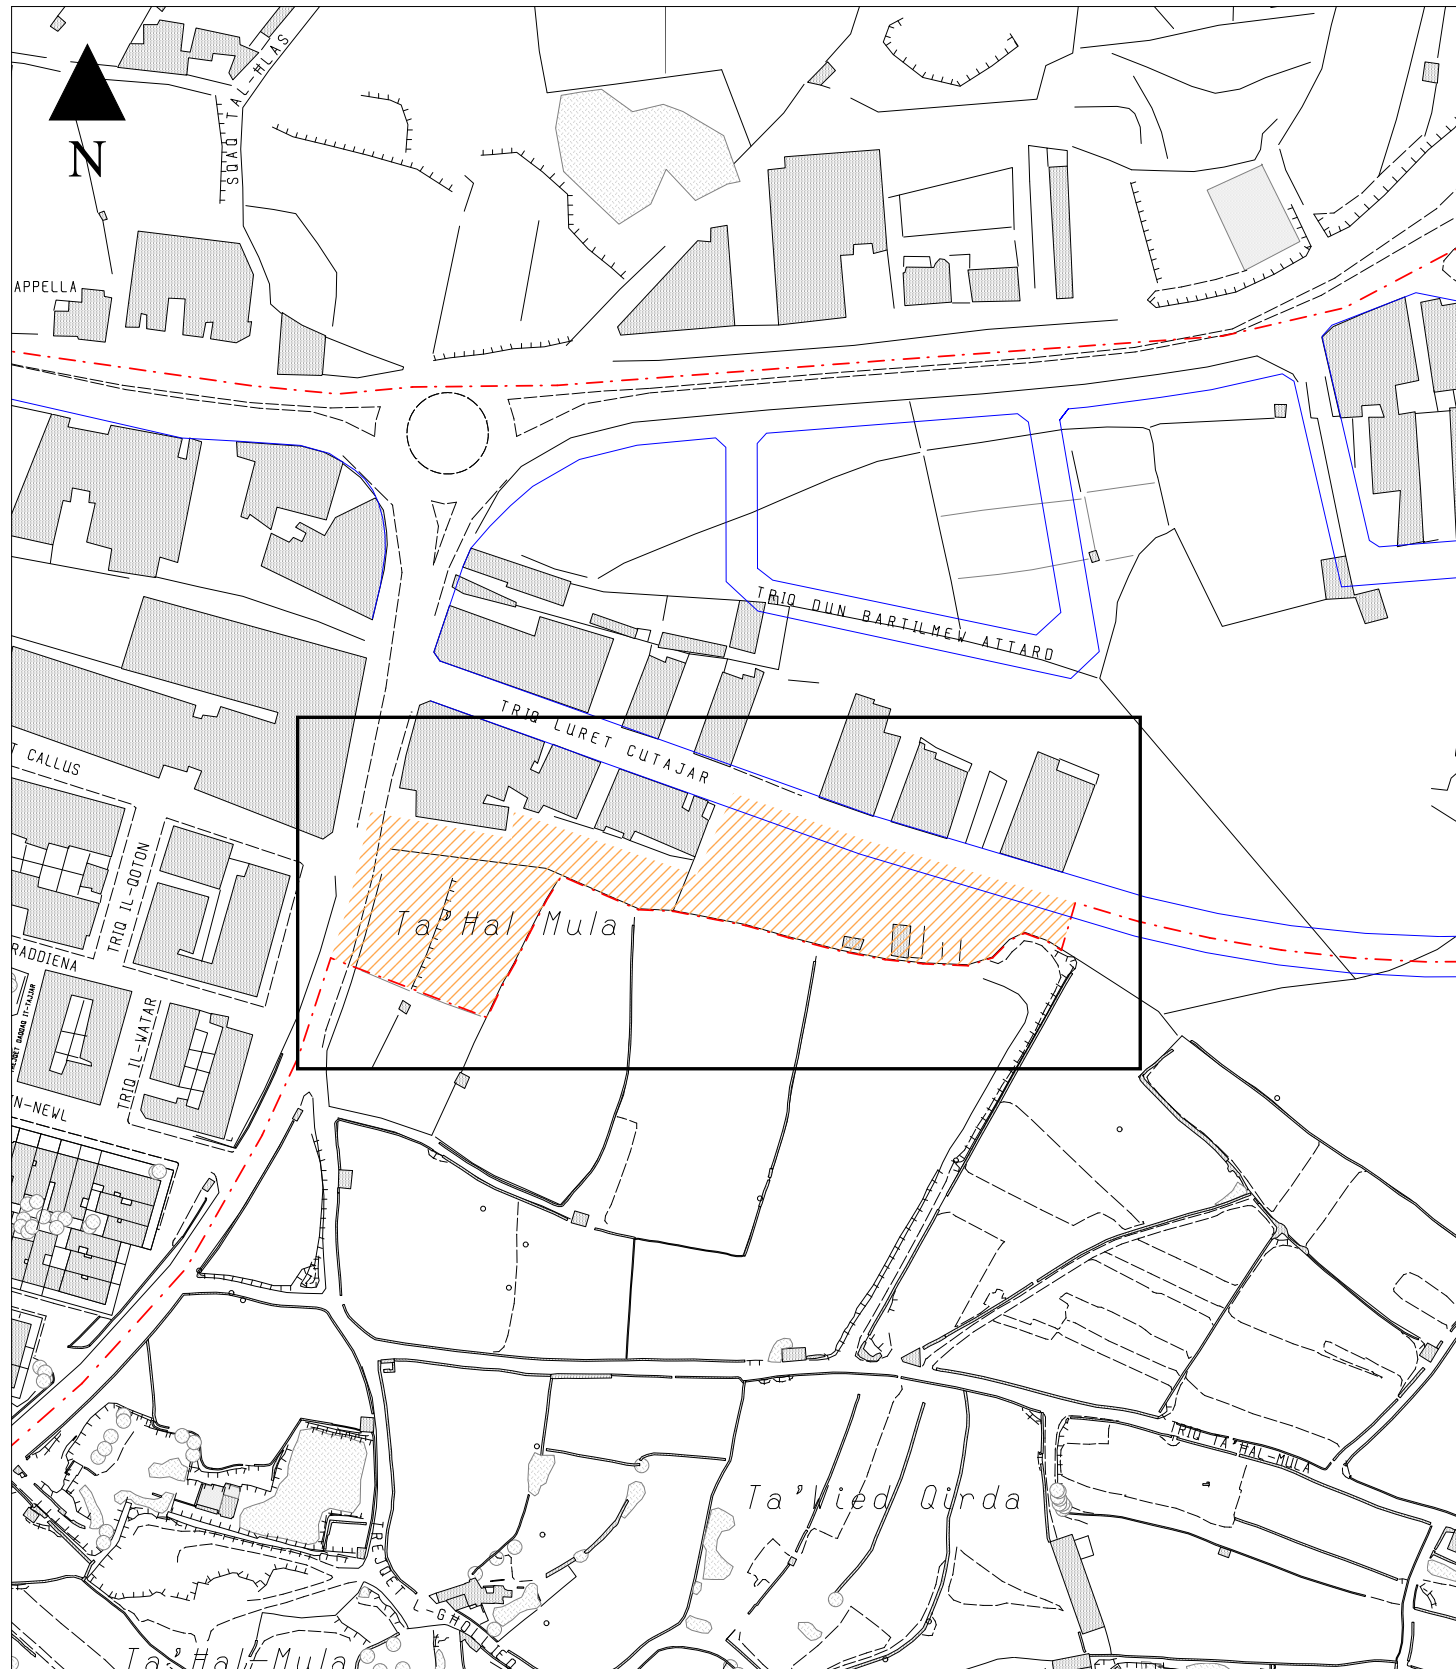 SQAQ TAL-HLAS
N
APPELLA
TRIQ DUN BARTILMEW ATTARD
TRIQ LURET CUTAJAR
CALLUS
TRIQ IL-QOTON
Ta'Hal Mula
RADDIENA
TRIQ IL-WATAR
IN-NEWL
TRIQ TA'HAL-MULA
Ta'Wied Qirda
Ta'Hal-Mula